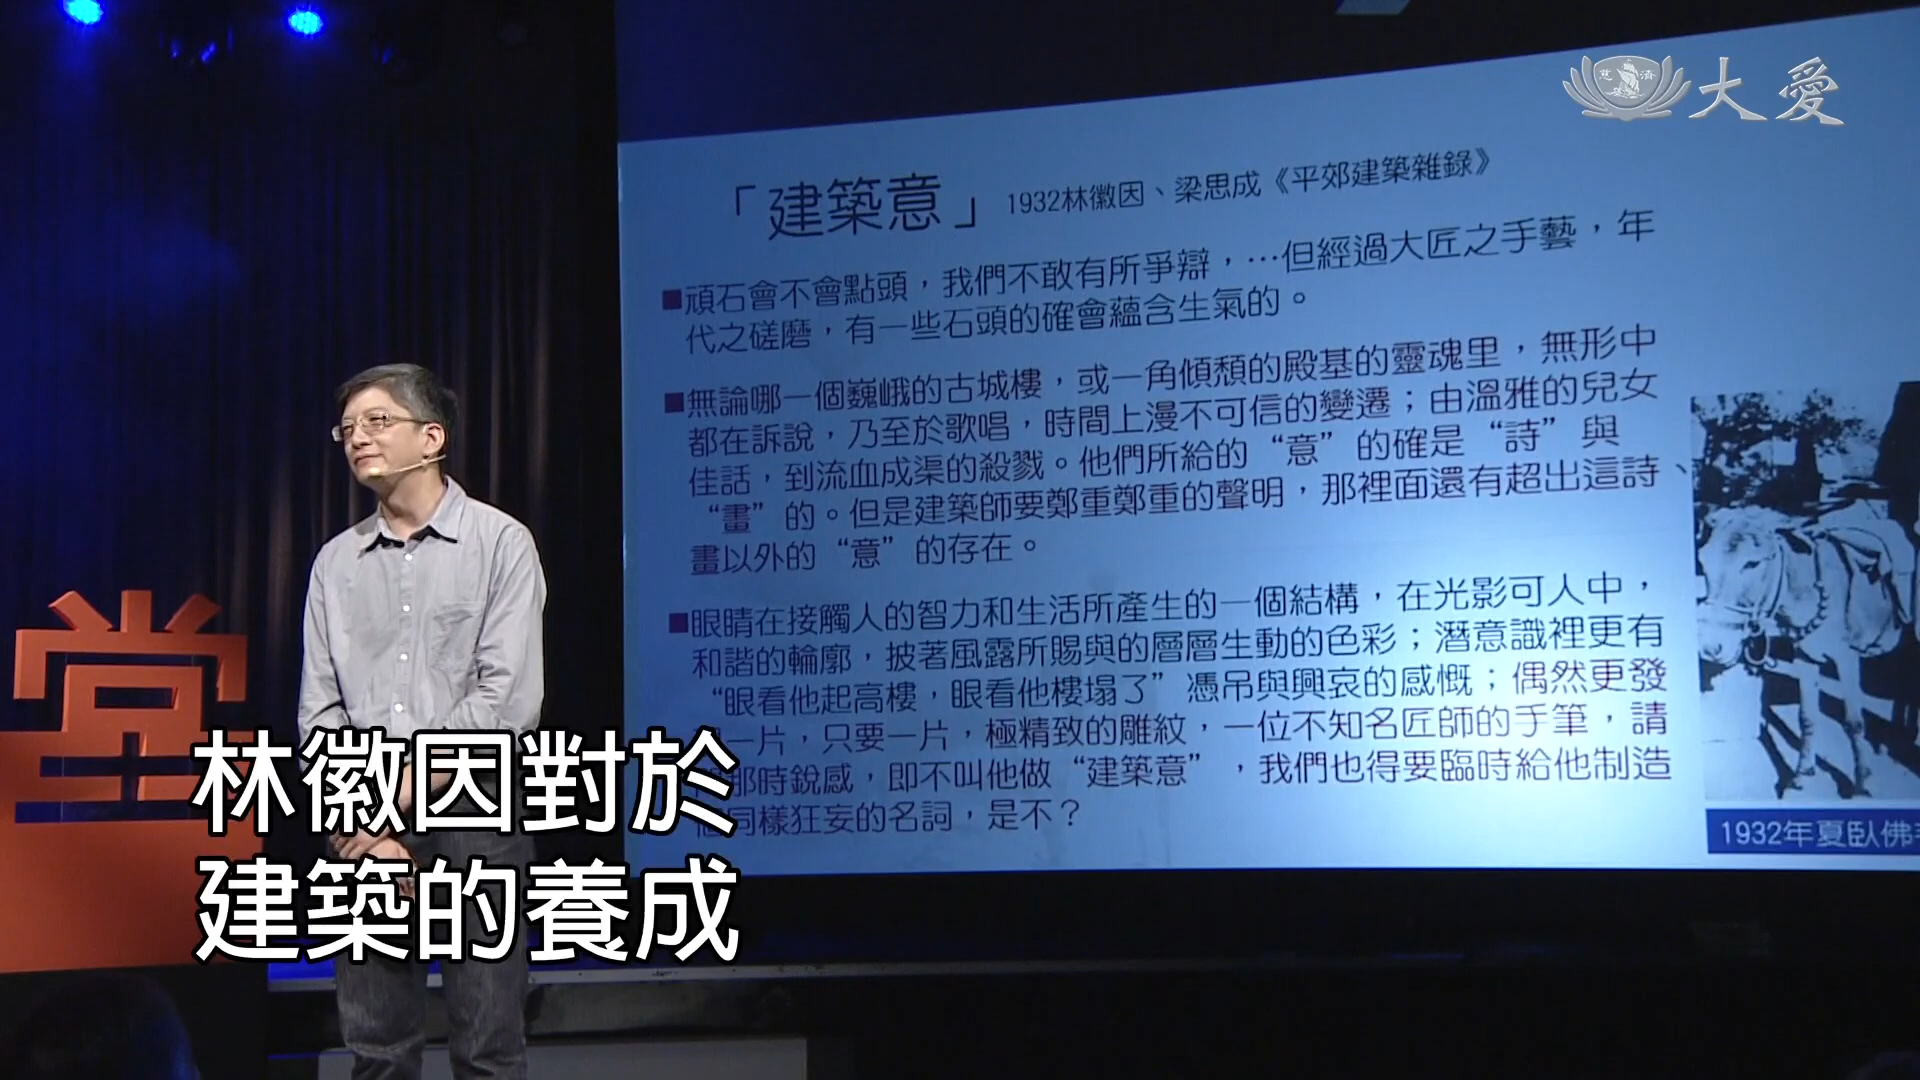 慈濟
大愛
「建築意」 1932林徽因、梁思成《平郊建築雜錄》
■頑石會不會點頭，我們不敢有所爭辯，…但經過大匠之手藝，年
代之磋磨，有一些石頭的確會蘊含生氣的。
■無論哪一個巍峨的古城樓，或一角傾頹的殿基的靈魂里，無形中
都在訴說，乃至於歌唱，時間上漫不可信的變遷；由溫雅的兒女
佳話，到流血成渠的殺戮。他們所給的“意”的確是“詩”與
“畫”的。但是建築師要鄭重鄭重的聲明，那裡面還有超出這詩、
畫以外的“意”的存在。
■眼睛在接觸人的智力和生活所產生的一個結構，在光影可人中，
和諧的輪廓，披著風露所賜與的層層生動的色彩；潛意識裡更有
“眼看他起高樓，眼看他樓塌了”憑吊與興哀的感慨；偶然更發
一片，只要一片，極精致的雕紋，一位不知名匠師的手筆，請
那時銳感，即不叫他做“建築意”，我們也得要臨時給他制造
同樣狂妄的名詞，是不？
1932年夏臥佛
堂
林徽因對於
建築的養成